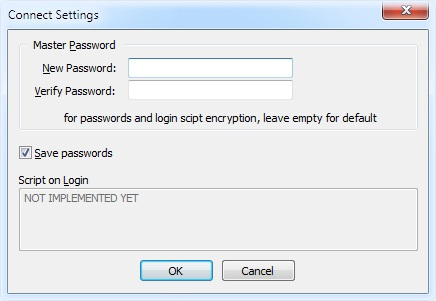 Connect Settings
Master Password
New Password:
Verify Password:
for passwords and login scipt encryption, leave empty for default
Save passwords
Script on Login
NOT IMPLEMENTED YET
OK Cancel